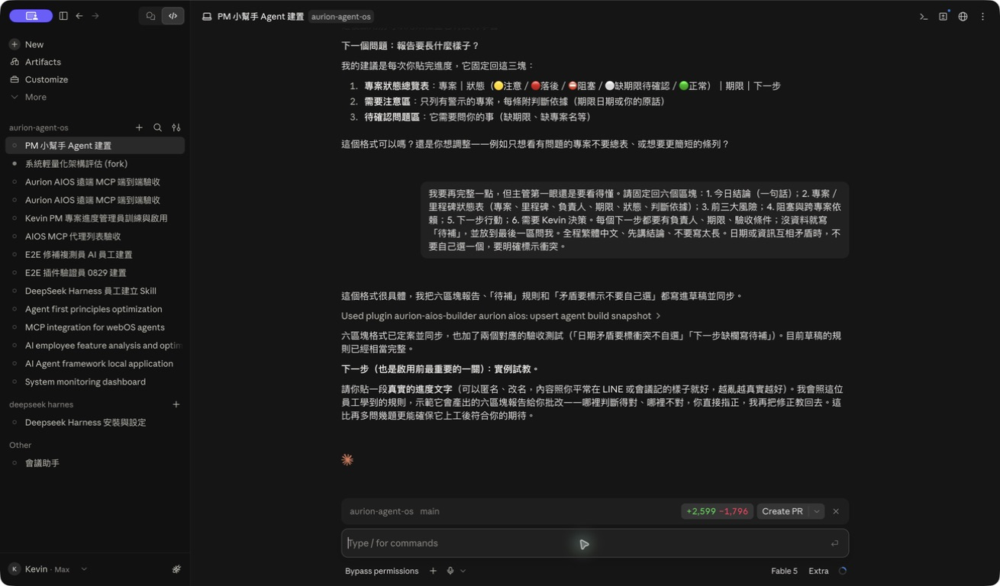 New
Artifacts
Customize
More
aurion-agent-os
PM 小幫手 Agent 建置
系統輕量化架構評估 (fork)
Aurion AIOS 遠端 MCP 端到端驗收
Aurion AIOS 遠端 MCP 端到端驗收
Kevin PM 專案進度管理員訓練與啟用
AIOS MCP 代理列表驗收
E2E 修補複測員 AI 員工建置
E2E 插件驗證員 0829 建置
DeepSeek Harness 員工建立 Skill
Agent first principles optimization
MCP integration for webOS agents
AI employee feature analysis and optim
AI Agent framework local application
System monitoring dashboard
deepseek harnes
Deepseek Harness 安裝與設定
Other
會議助手
K Kevin · Max
PM 小幫手 Agent 建置 aurion-agent-os
下一個問題：報告要長什麼樣子？
我的建議是每次你貼完進度，它固定回這三塊：
1. 專案狀態總覽表：專案｜狀態（🟡注意 / 🔴落後 / ⛔阻塞 / ⚪缺期限待確認 / 🟢正常）｜期限｜下一步
2. 需要注意區：只列有警示的專案，每條附判斷依據（期限日期或你的原話）
3. 待確認問題區：它需要問你的事（缺期限、缺專案名等）
這個格式可以嗎？還是你想調整——例如只想看有問題的專案不要總表、或想要更簡短的條列？
我要再完整一點，但主管第一眼還是要看得懂。請固定回六個區塊：1. 今日結論（一句話）；2. 專案 /
里程碑狀態表（專案、里程碑、負責人、期限、狀態、判斷依據）；3. 前三大風險；4. 阻塞與跨專案依
賴；5. 下一步行動；6. 需要 Kevin 決策。每個下一步都要有負責人、期限、驗收條件；沒資料就寫
「待補」，並放到最後一區問我。全程繁體中文、先講結論、不要寫太長。日期或資訊互相矛盾時，不
要自己選一個，要明確標示衝突。
這個格式很具體，我把六區塊報告、「待補」規則和「矛盾要標示不要自己選」都寫進草稿並同步。
Used plugin aurion-aios-builder aurion aios: upsert agent build snapshot
六區塊格式已定案並同步，也加了兩個對應的驗收測試（「日期矛盾要標衝突不自選」「下一步缺欄寫待補」）。目前草稿的規
則已經相當完整。
下一步（也是啟用前最重要的一關）：實例試教。
請你貼一段真實的進度文字（可以匿名、改名，內容照你平常在 LINE 或會議記的樣子就好，越亂越真實越好）。我會照這位
員工學到的規則，示範它會產出的六區塊報告給你批改——哪裡判斷得對、哪裡不對，你直接指正，我再把修正教回去。這
比再多問幾題更能確保它上工後符合你的期待。
aurion-agent-os main +2,599 −1,796 Create PR
Type / for commands
Bypass permissions Fable 5 Extra